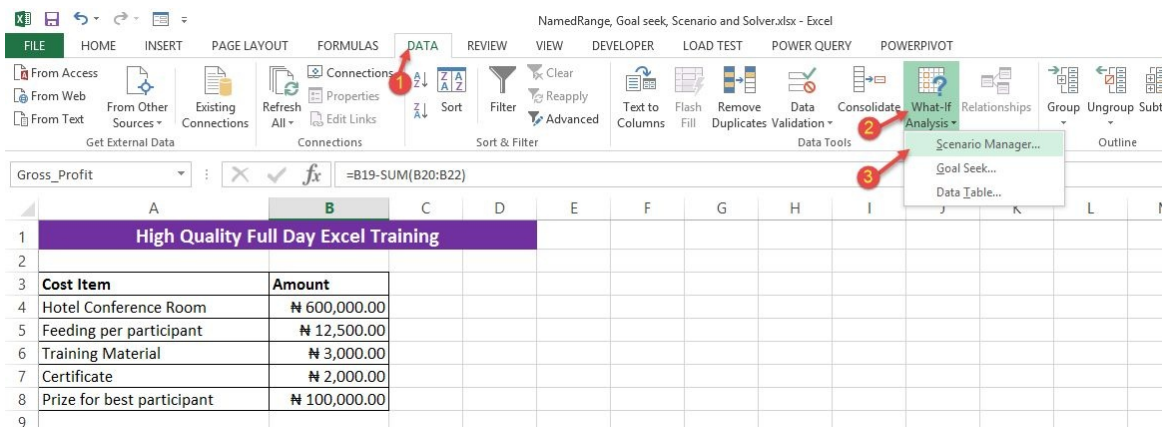 NamedRange, Goal seek, Scenario and Solver.xlsx - Excel
FILE HOME INSERT PAGE LAYOUT FORMULAS DATA REVIEW VIEW DEVELOPER LOAD TEST POWER QUERY POWERPIVOT
From Access
From Web
From Text
From Other Sources
Existing Connections
Get External Data
Refresh All
Connections
Properties
Edit Links
Connections
Sort
Filter
Clear
Reapply
Advanced
Sort & Filter
Text to Columns
Flash Fill
Remove Duplicates
Data Validation
Consolidate
What-If Analysis
Relationships
Data Tools
Group
Ungroup
Outline
1
2
3
Scenario Manager...
Goal Seek...
Data Table...
Gross_Profit fx =B19-SUM(B20:B22)
A B C D E F G H I J K L
1 High Quality Full Day Excel Training
2
3 Cost Item Amount
4 Hotel Conference Room ₦ 600,000.00
5 Feeding per participant ₦ 12,500.00
6 Training Material ₦ 3,000.00
7 Certificate ₦ 2,000.00
8 Prize for best participant ₦ 100,000.00
9